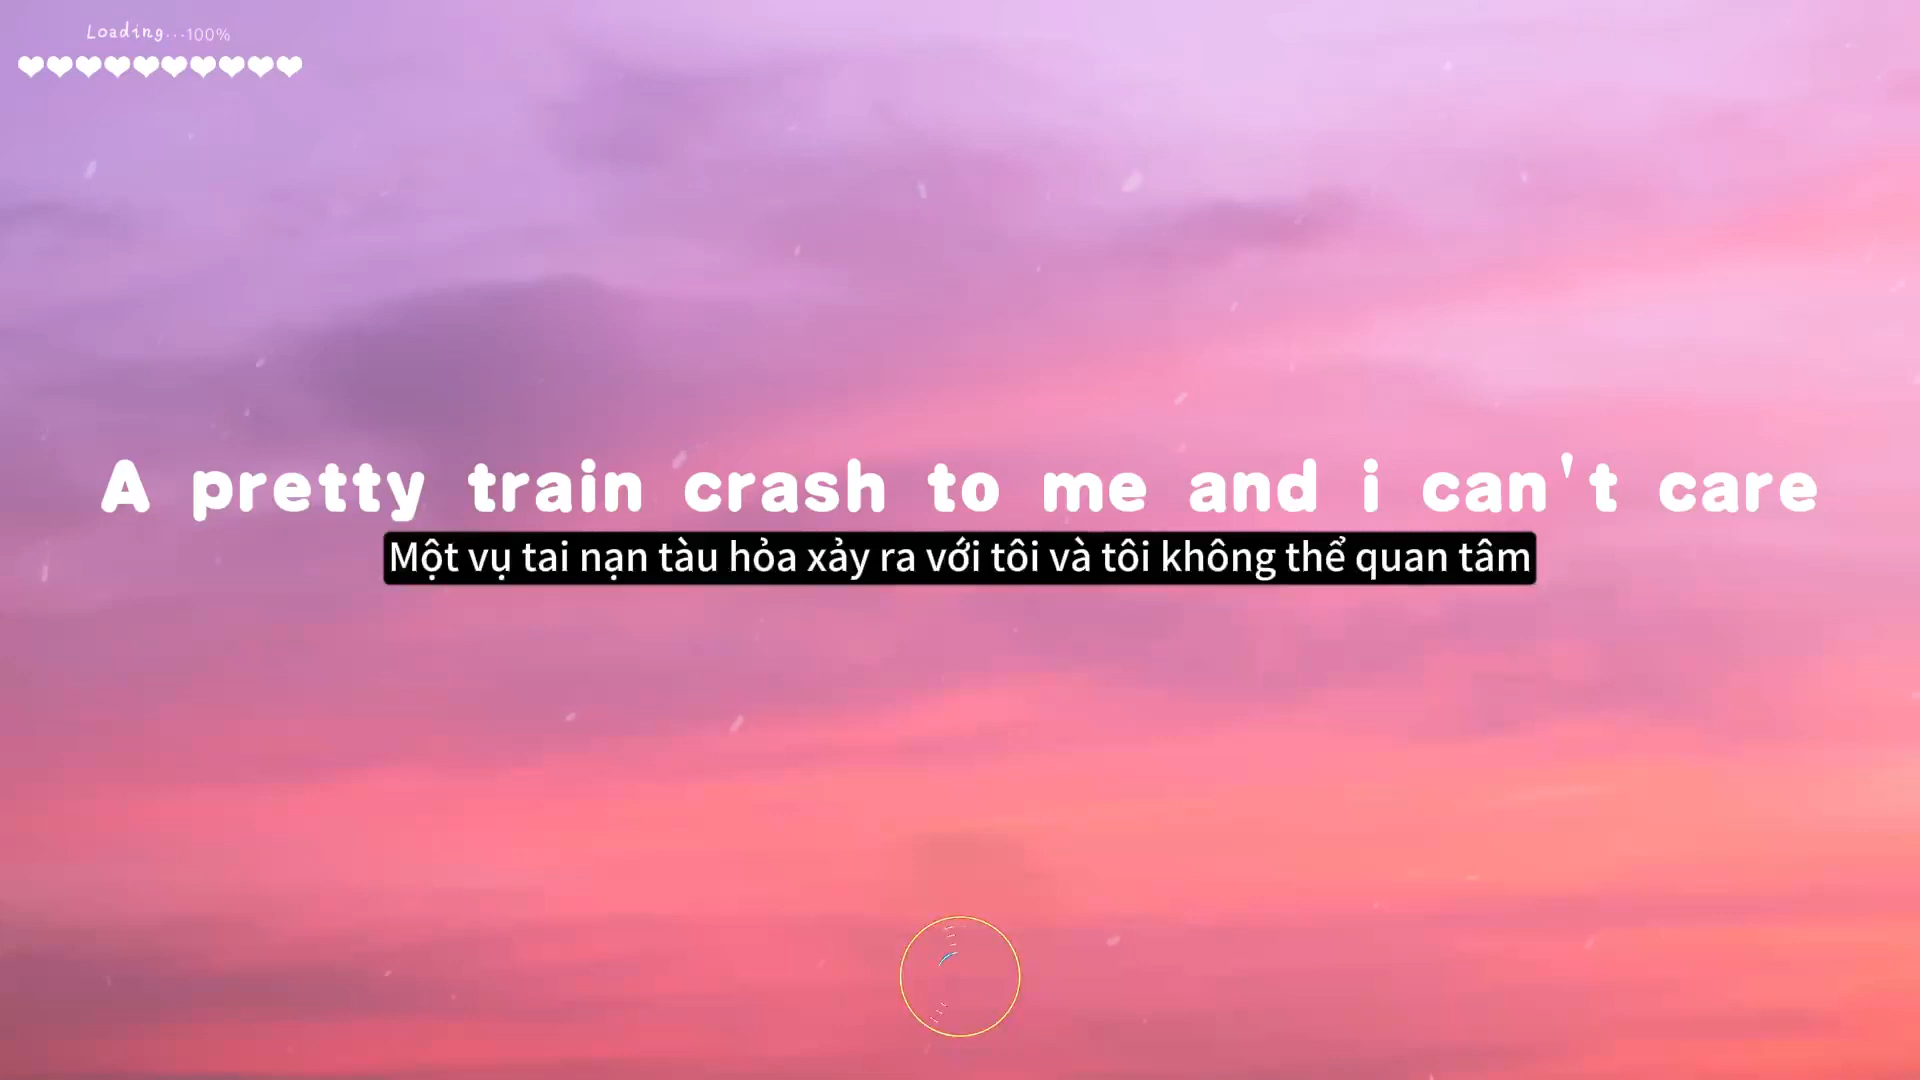 Loading...100%
A pretty train crash to me and i can't care
Một vụ tai nạn tàu hỏa xảy ra với tôi và tôi không thể quan tâm